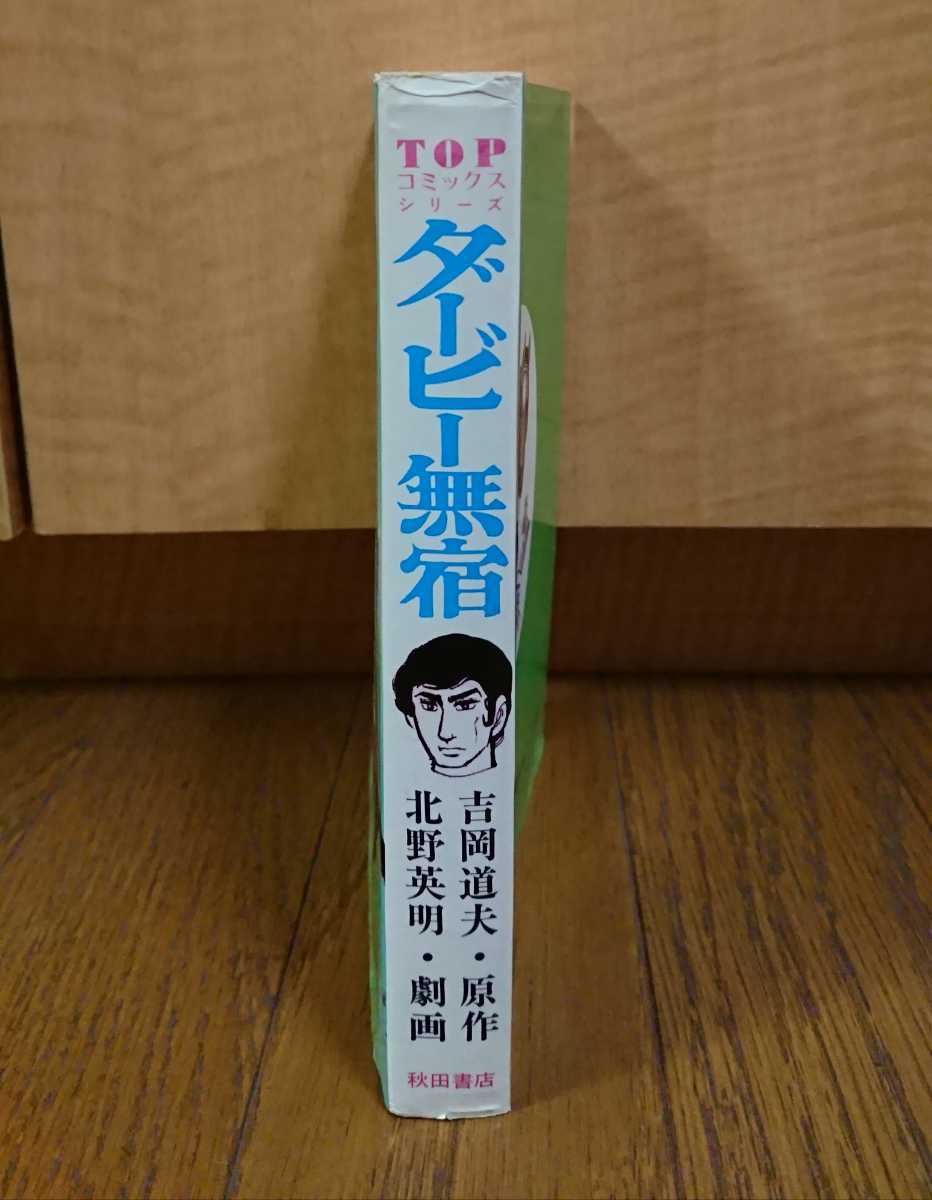 TOP
コミックス
シリーズ
ダービー無宿
吉岡道夫・原作
北野英明・劇画
秋田書店